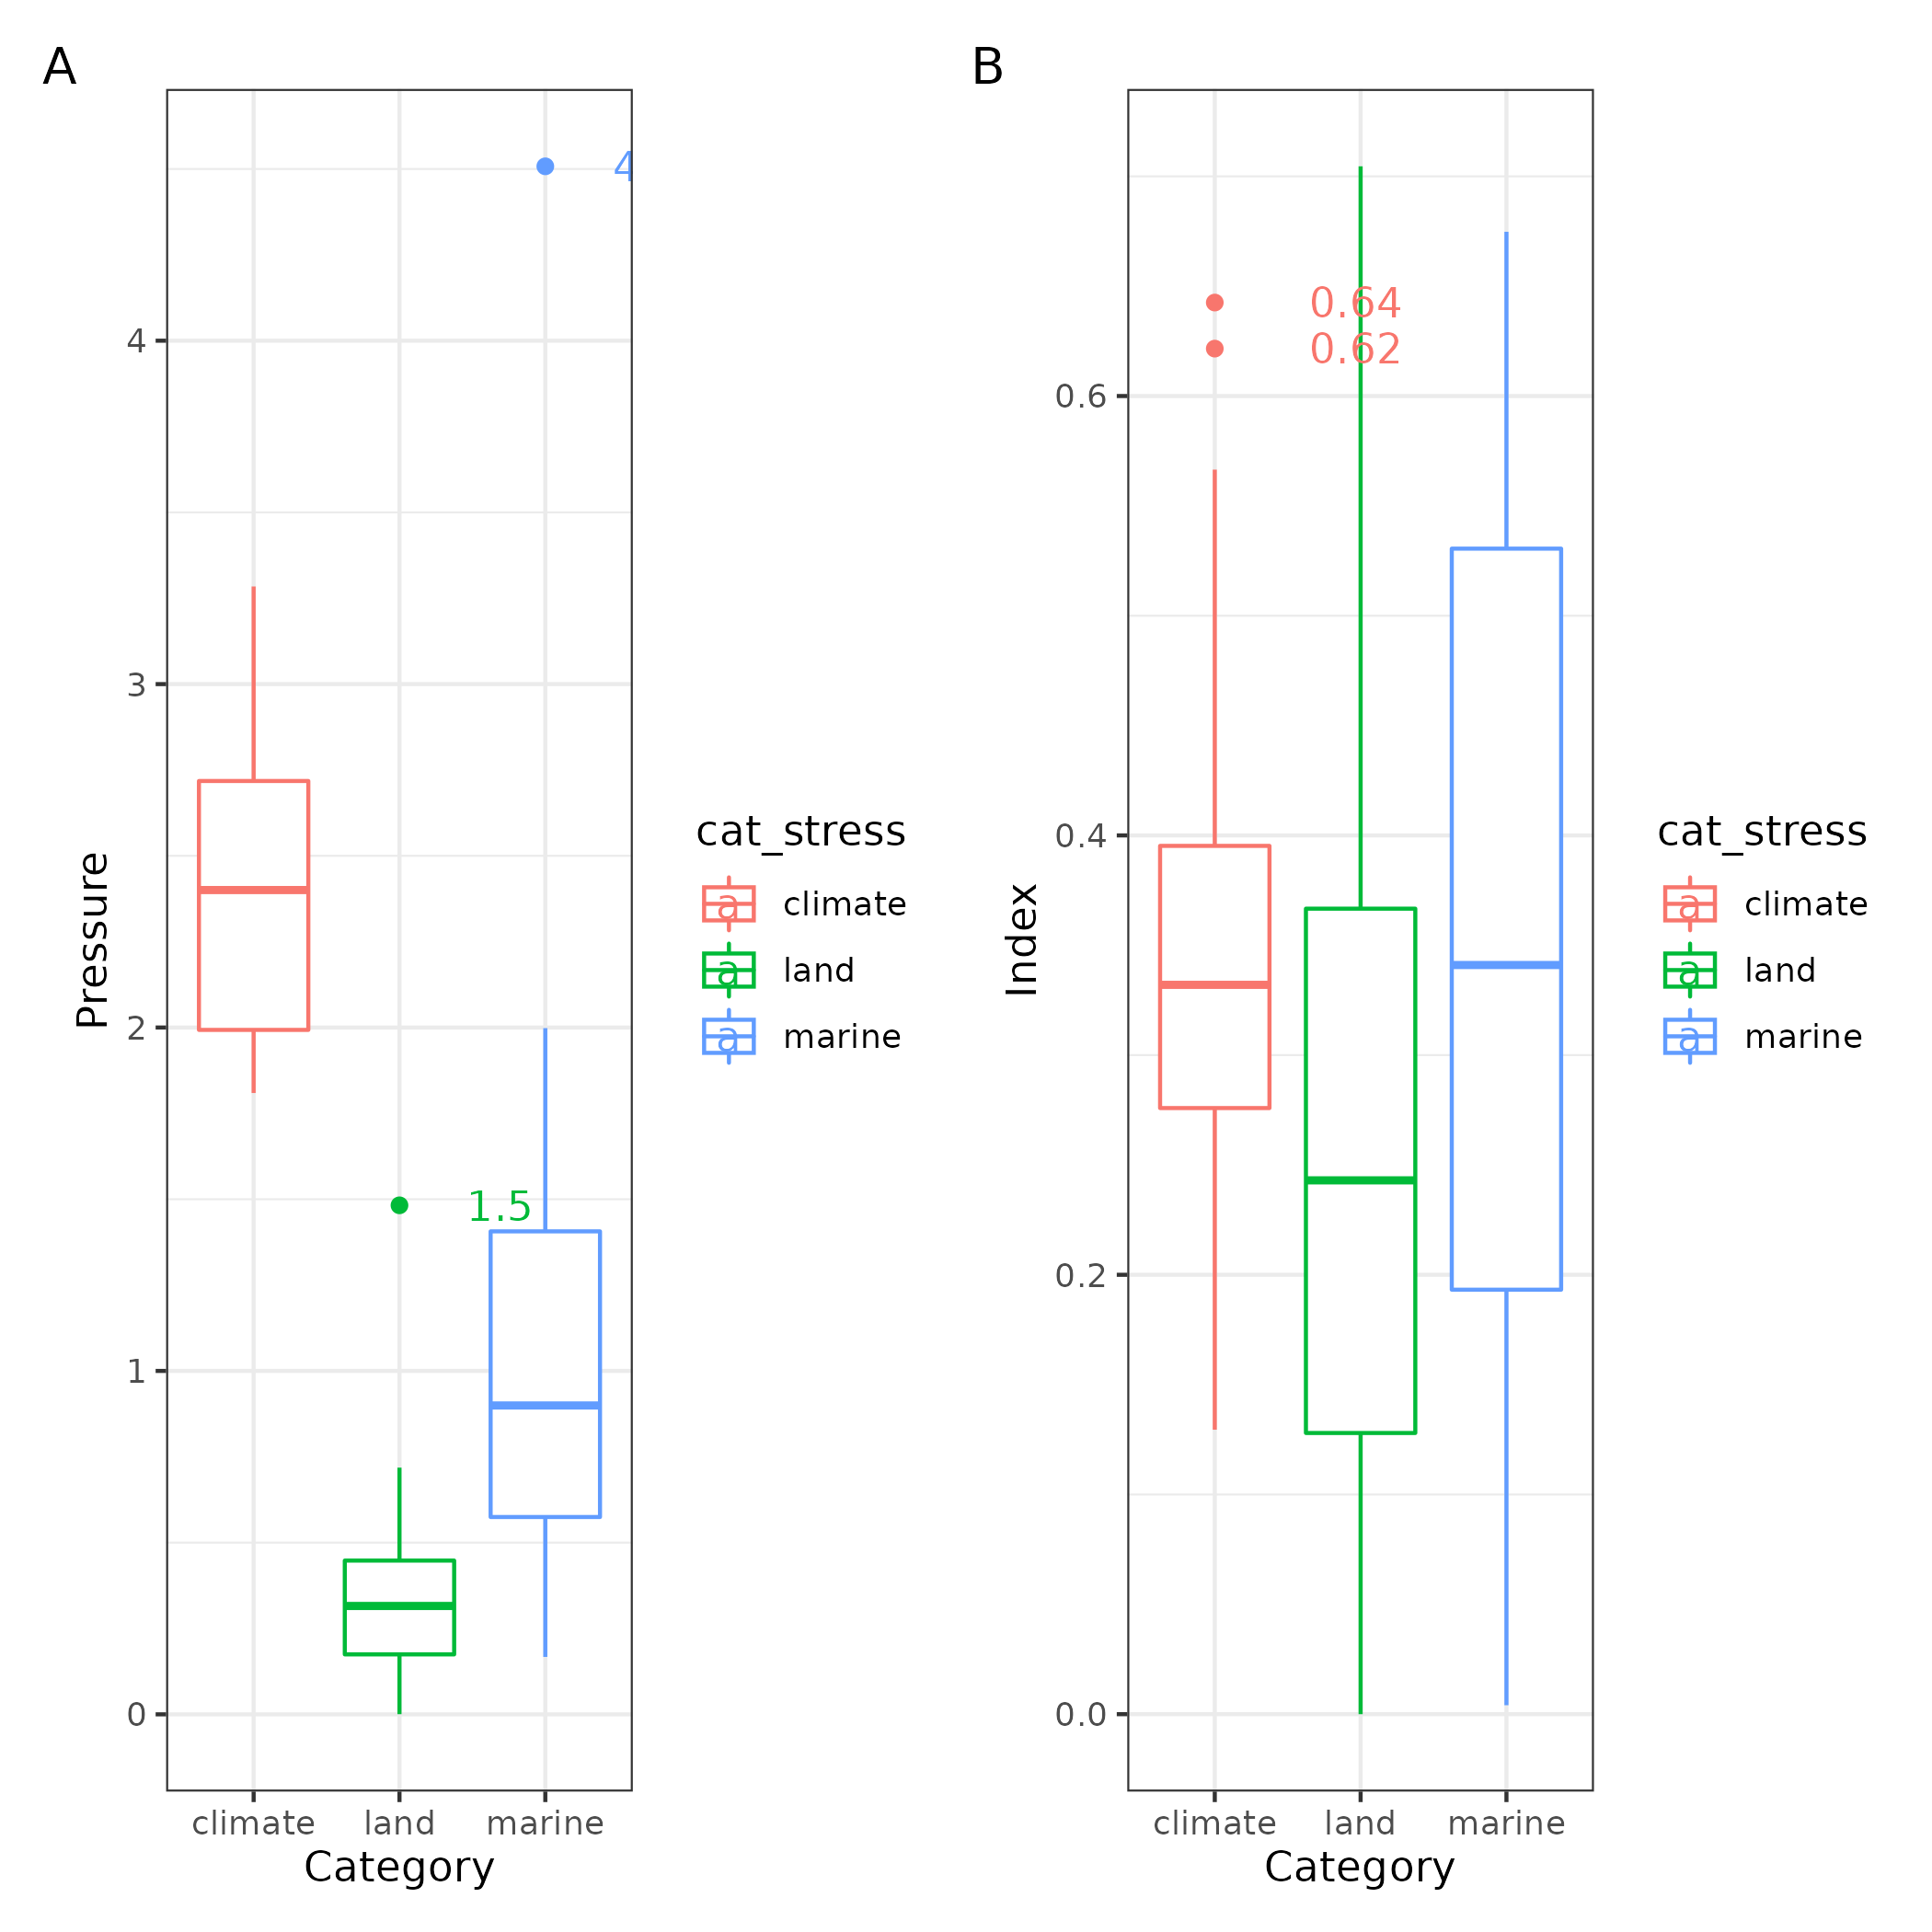 A
4
4
3
2
1
0
Pressure
1.5
climate
land
marine
Category
cat_stress
a climate
a land
a marine
B
0.64
0.62
0.6
0.4
0.2
0.0
Index
climate
land
marine
Category
cat_stress
a climate
a land
a marine